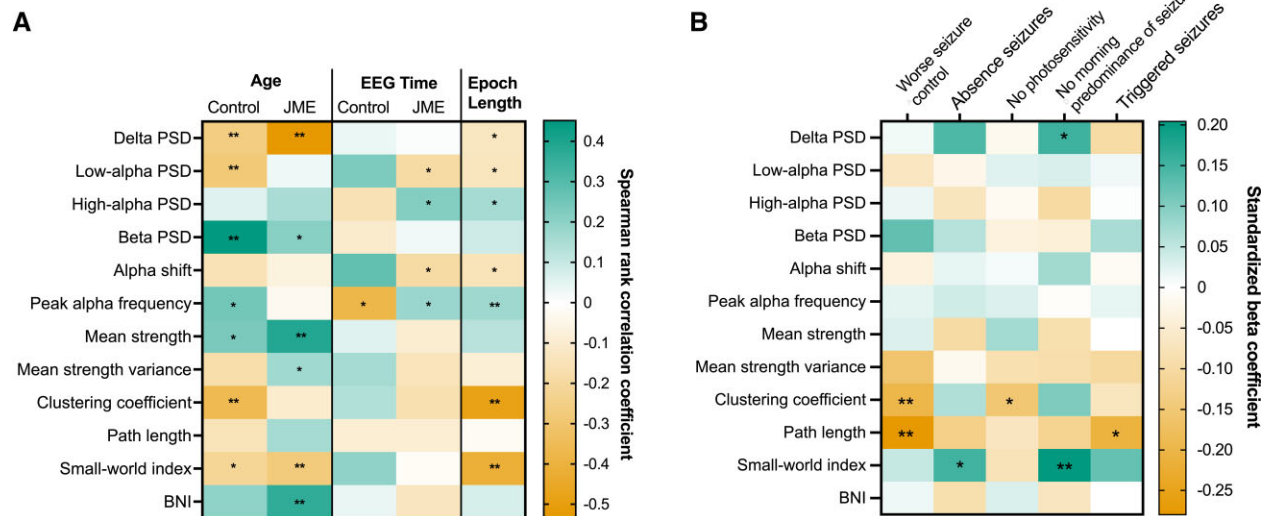 A
Age
EEG Time
Epoch
Length
Control
JME
Control
JME
Delta PSD
** ** *
Low-alpha PSD
** * *
High-alpha PSD
* *
Beta PSD
** *
Alpha shift
* *
Peak alpha frequency
* * * **
Mean strength
* **
Mean strength variance
*
Clustering coefficient
** **
Path length
Small-world index
* ** **
BNI
**
0.4
0.3
0.2
0.1
0
-0.1
-0.2
-0.3
-0.4
-0.5
Spearman rank correlation coefficient
B
Worse seizure
control
Absence seizures
No photosensitivity
No morning
predominance of
Triggered seizures
Delta PSD
*
Low-alpha PSD
High-alpha PSD
Beta PSD
Alpha shift
Peak alpha frequency
Mean strength
Mean strength variance
Clustering coefficient
** *
Path length
** *
Small-world index
* **
BNI
0.20
0.15
0.10
0.05
0
-0.05
-0.10
-0.15
-0.20
-0.25
Standardized beta coefficient